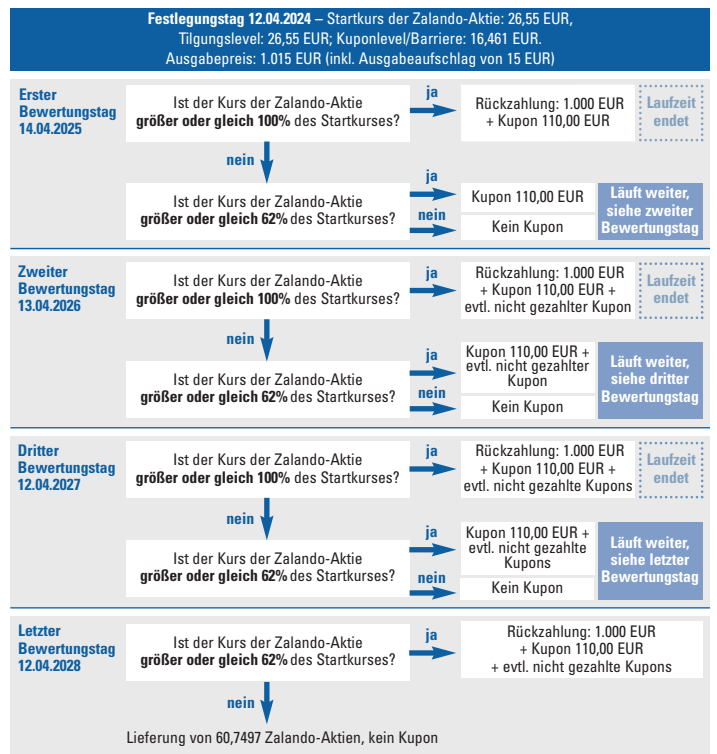 Festlegungstag 12.04.2024 – Startkurs der Zalando-Aktie: 26,55 EUR,
Tilgungslevel: 26,55 EUR; Kuponlevel/Barriere: 16,461 EUR.
Ausgabepreis: 1.015 EUR (inkl. Ausgabeaufschlag von 15 EUR)
Erster
Bewertungstag
14.04.2025
Ist der Kurs der Zalando-Aktie
größer oder gleich 100% des Startkurses?
ja
Rückzahlung: 1.000 EUR
+ Kupon 110,00 EUR
Laufzeit
endet
nein
Ist der Kurs der Zalando-Aktie
größer oder gleich 62% des Startkurses?
ja
Kupon 110,00 EUR
nein
Kein Kupon
Läuft weiter,
siehe zweiter
Bewertungstag
Zweiter
Bewertungstag
13.04.2026
Ist der Kurs der Zalando-Aktie
größer oder gleich 100% des Startkurses?
ja
Rückzahlung: 1.000 EUR
+ Kupon 110,00 EUR +
evtl. nicht gezahlter Kupon
Laufzeit
endet
nein
Ist der Kurs der Zalando-Aktie
größer oder gleich 62% des Startkurses?
ja
Kupon 110,00 EUR +
evtl. nicht gezahlter
Kupon
nein
Kein Kupon
Läuft weiter,
siehe dritter
Bewertungstag
Dritter
Bewertungstag
12.04.2027
Ist der Kurs der Zalando-Aktie
größer oder gleich 100% des Startkurses?
ja
Rückzahlung: 1.000 EUR
+ Kupon 110,00 EUR +
evtl. nicht gezahlte Kupons
Laufzeit
endet
nein
Ist der Kurs der Zalando-Aktie
größer oder gleich 62% des Startkurses?
ja
Kupon 110,00 EUR +
evtl. nicht gezahlte
Kupons
nein
Kein Kupon
Läuft weiter,
siehe letzter
Bewertungstag
Letzter
Bewertungstag
12.04.2028
Ist der Kurs der Zalando-Aktie
größer oder gleich 62% des Startkurses?
ja
Rückzahlung: 1.000 EUR
+ Kupon 110,00 EUR
+ evtl. nicht gezahlte Kupons
nein
Lieferung von 60,7497 Zalando-Aktien, kein Kupon